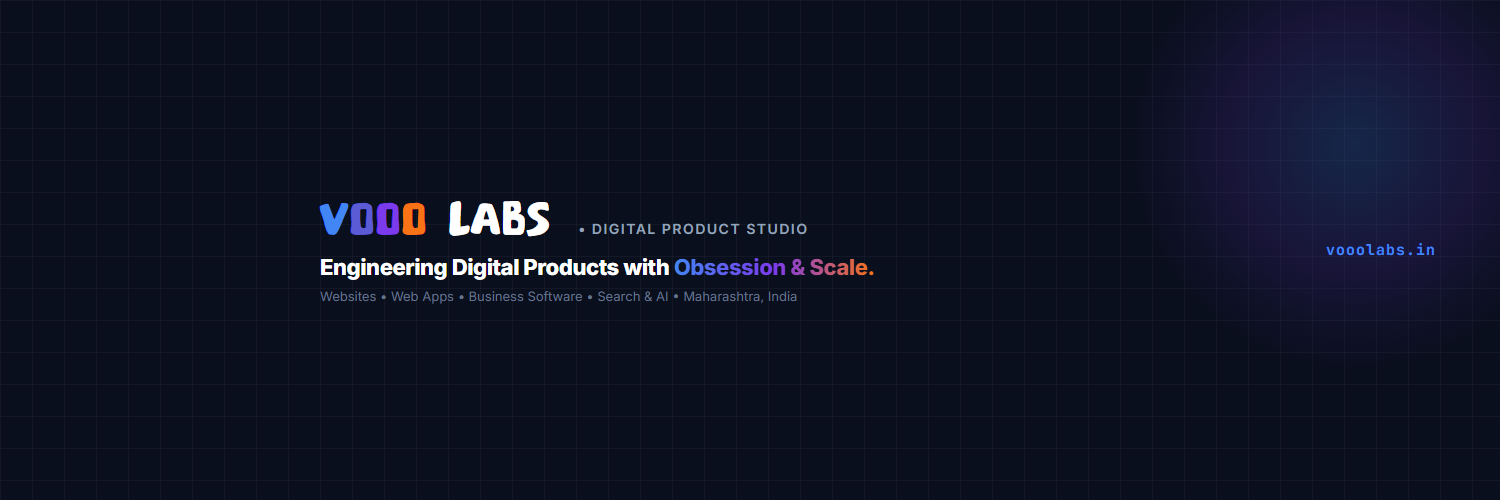 VOOO LABS • DIGITAL PRODUCT STUDIO
Engineering Digital Products with Obsession & Scale.
Websites • Web Apps • Business Software • Search & AI • Maharashtra, India
vooolabs.in